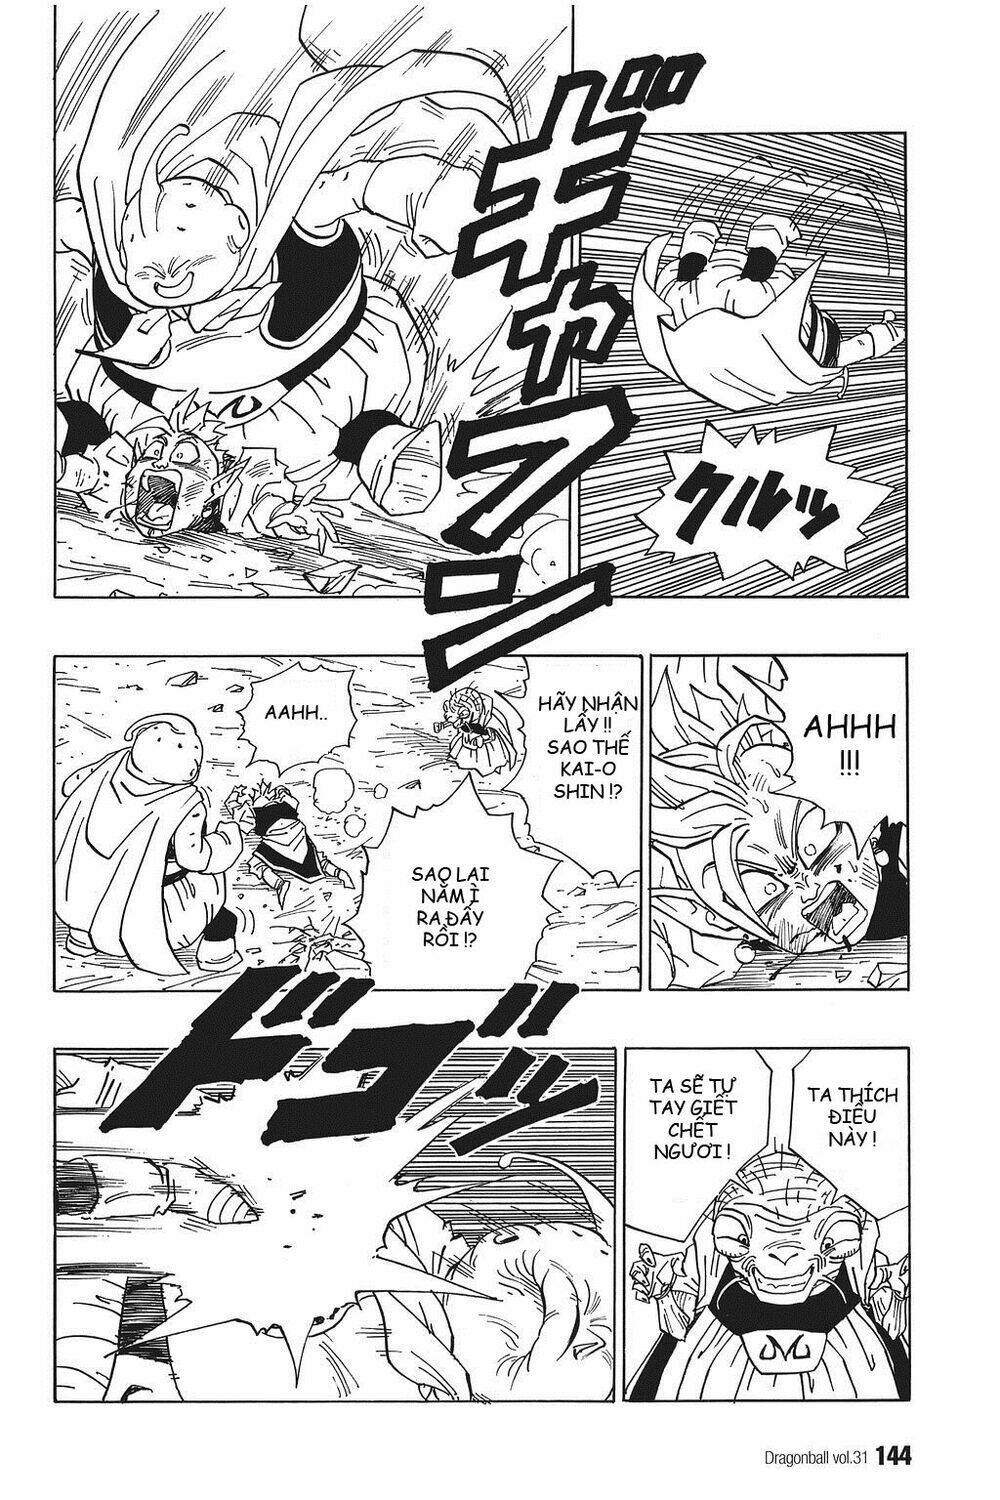 クルッ
ギャフン
AHHH
!!!
HÃY NHẬN
LẤY !!
SAO THẾ
KAI-O
SHIN !?
AAHH..
SAO LẠI
NẰM Ì
RA ĐẤY
RỒI !?
TA THÍCH
ĐIỀU
NÀY !
TA SẼ TỰ
TAY GIẾT
CHẾT
NGƯƠI !
ドゴッ
Dragonball vol.31 144